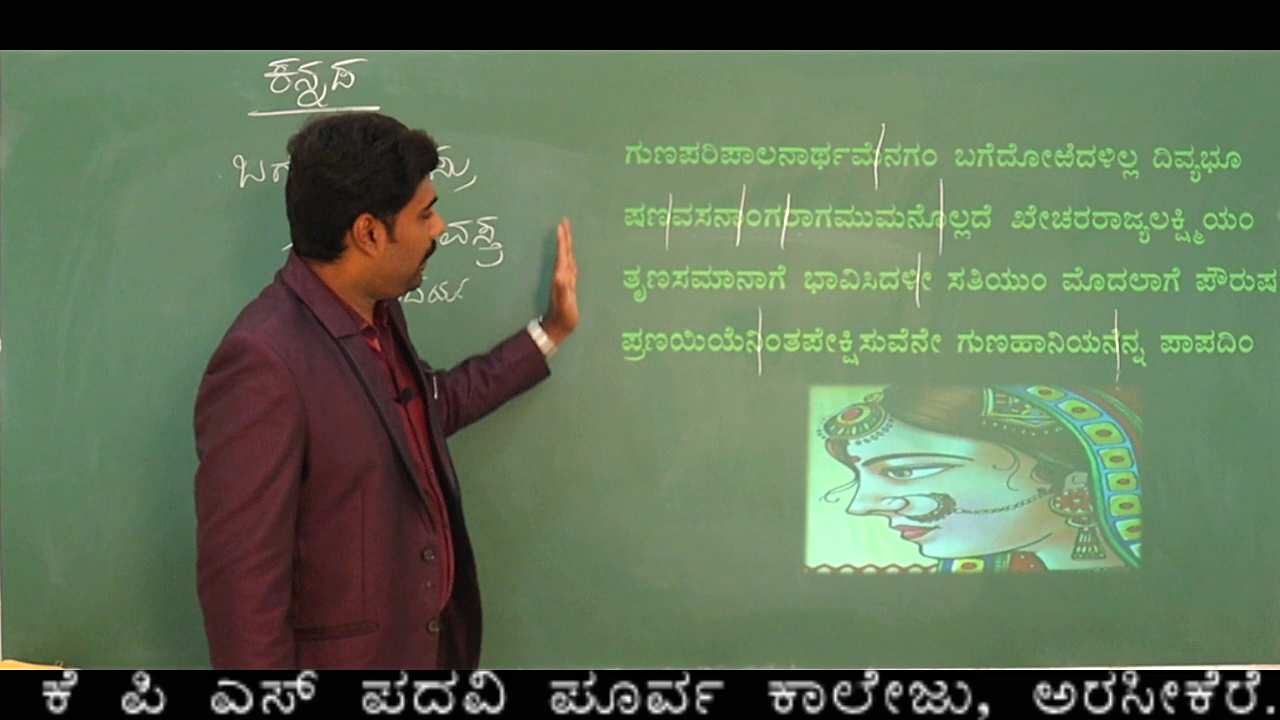 ಕನ್ನಡ
ಗುಣಪರಿಪಾಲನಾರ್ಥಮೆನಗಂ ಬಗೆದೋಱೆದಳಿಲ್ಲ ದಿವ್ಯಭೂ
ಷಣವಸನಾಂಗರಾಗಮುಮನೊಲ್ಲದೆ ಖೇಚರರಾಜ್ಯಲಕ್ಷ್ಮಿಯಂ
ತೃಣಸಮಾನಾಗೆ ಭಾವಿಸಿದಳೀ ಸತಿಯುಂ ಮೊದಲಾಗೆ ಪೌರುಷ
ಪ್ರಣಯಿಯೆನಿಂತಪೇಕ್ಷಿಸುವೆನೇ ಗುಣಹಾನಿಯನೆನ್ನ ಪಾಪದಿಂ
ಕೆ ಪಿ ಎಸ್ ಪದವಿ ಪೂರ್ವ ಕಾಲೇಜು, ಅರಸೀಕೆರೆ.